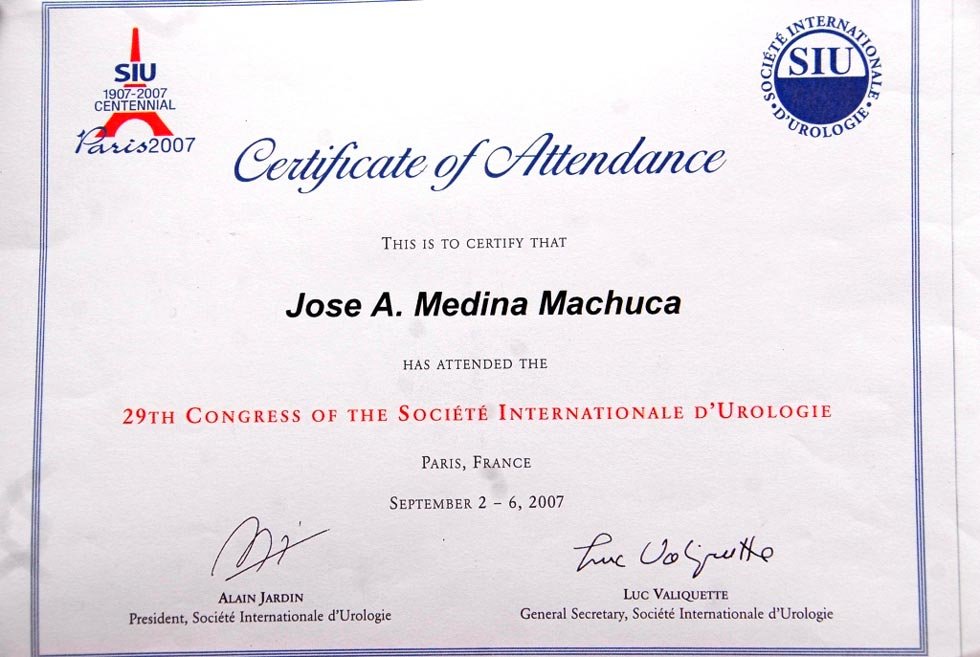 SIU
1907-2007
CENTENNIAL
Paris2007
SOCIÉTÉ INTERNATIONALE
SIU
• D'UROLOGIE •
Certificate of Attendance
THIS IS TO CERTIFY THAT
Jose A. Medina Machuca
HAS ATTENDED THE
29TH CONGRESS OF THE SOCIÉTÉ INTERNATIONALE D'UROLOGIE
PARIS, FRANCE
SEPTEMBER 2 – 6, 2007
Luc Valiquette
ALAIN JARDIN
President, Société Internationale d'Urologie
LUC VALIQUETTE
General Secretary, Société Internationale d'Urologie